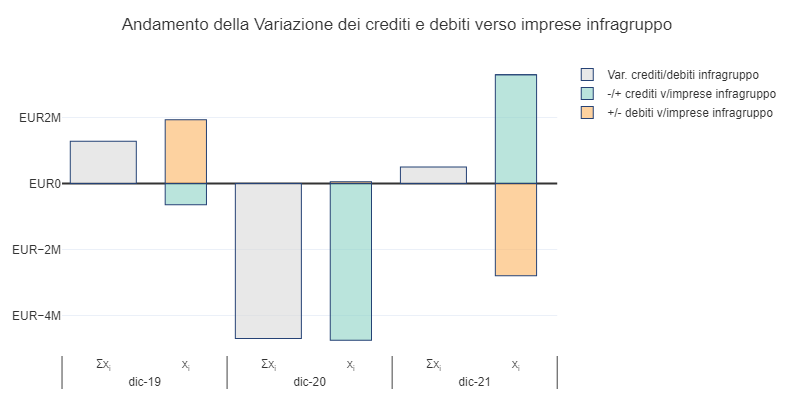 Andamento della Variazione dei crediti e debiti verso imprese infragruppo
Var. crediti/debiti infragruppo
-/+ crediti v/imprese infragruppo
+/- debiti v/imprese infragruppo
EUR2M
EUR0
EUR−2M
EUR−4M
Σxᵢ xᵢ Σxᵢ xᵢ Σxᵢ xᵢ
dic-19 dic-20 dic-21